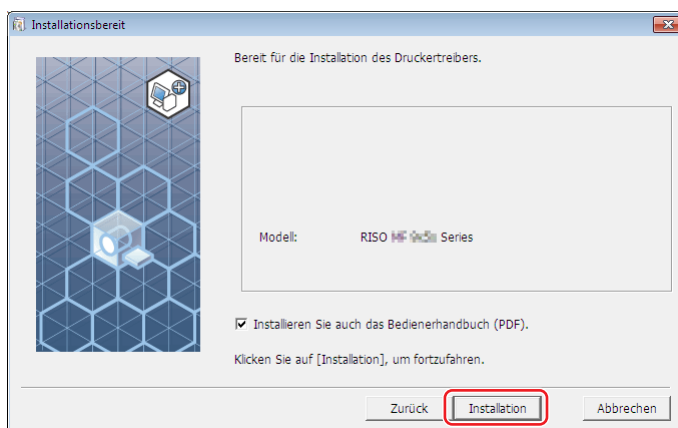 Installationsbereit
Bereit für die Installation des Druckertreibers.
Modell: RISO Series
Installieren Sie auch das Bedienerhandbuch (PDF).
Klicken Sie auf [Installation], um fortzufahren.
Zurück Installation Abbrechen